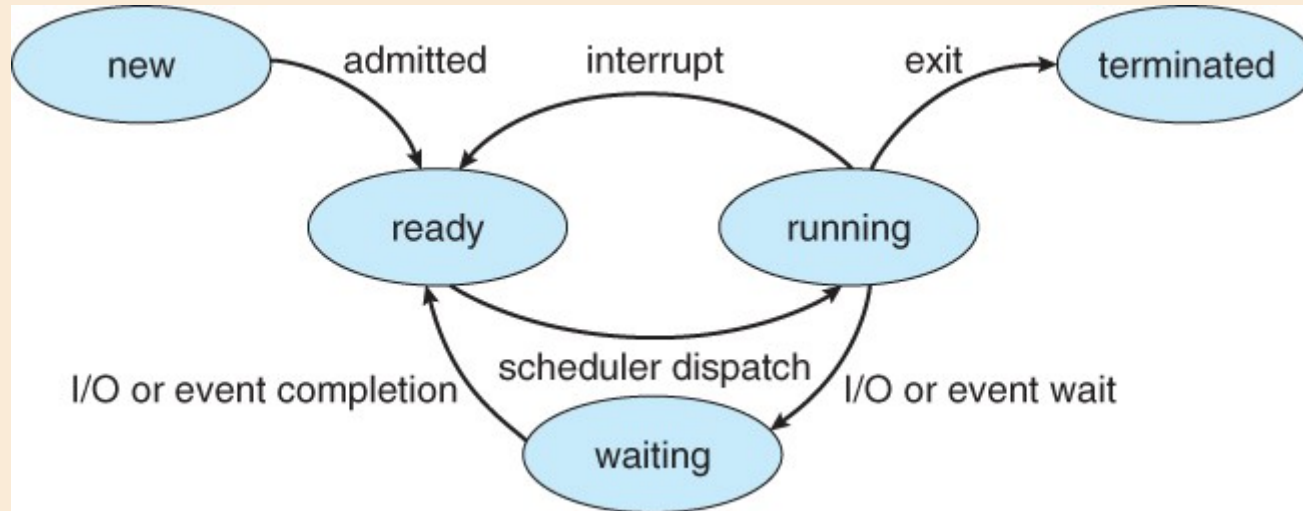 new
admitted
interrupt
exit
terminated
ready
running
scheduler dispatch
I/O or event completion
I/O or event wait
waiting